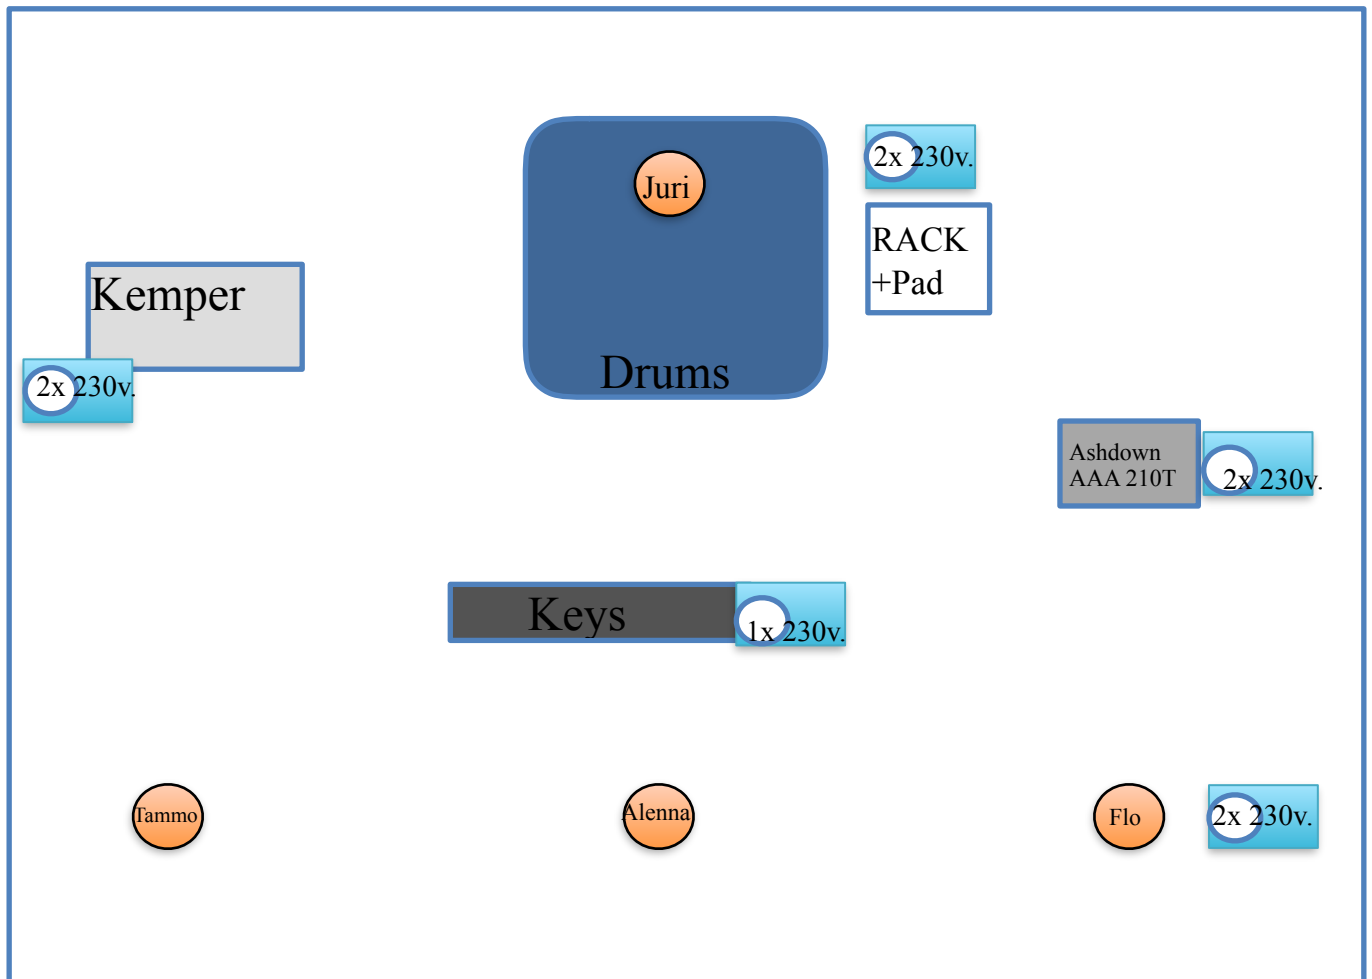 2x 230v.
Juri
RACK
+Pad
Kemper
Drums
2x 230v.
Ashdown
AAA 210T
2x 230v.
Keys
1x 230v.
Tammo
Alenna
Flo
2x 230v.